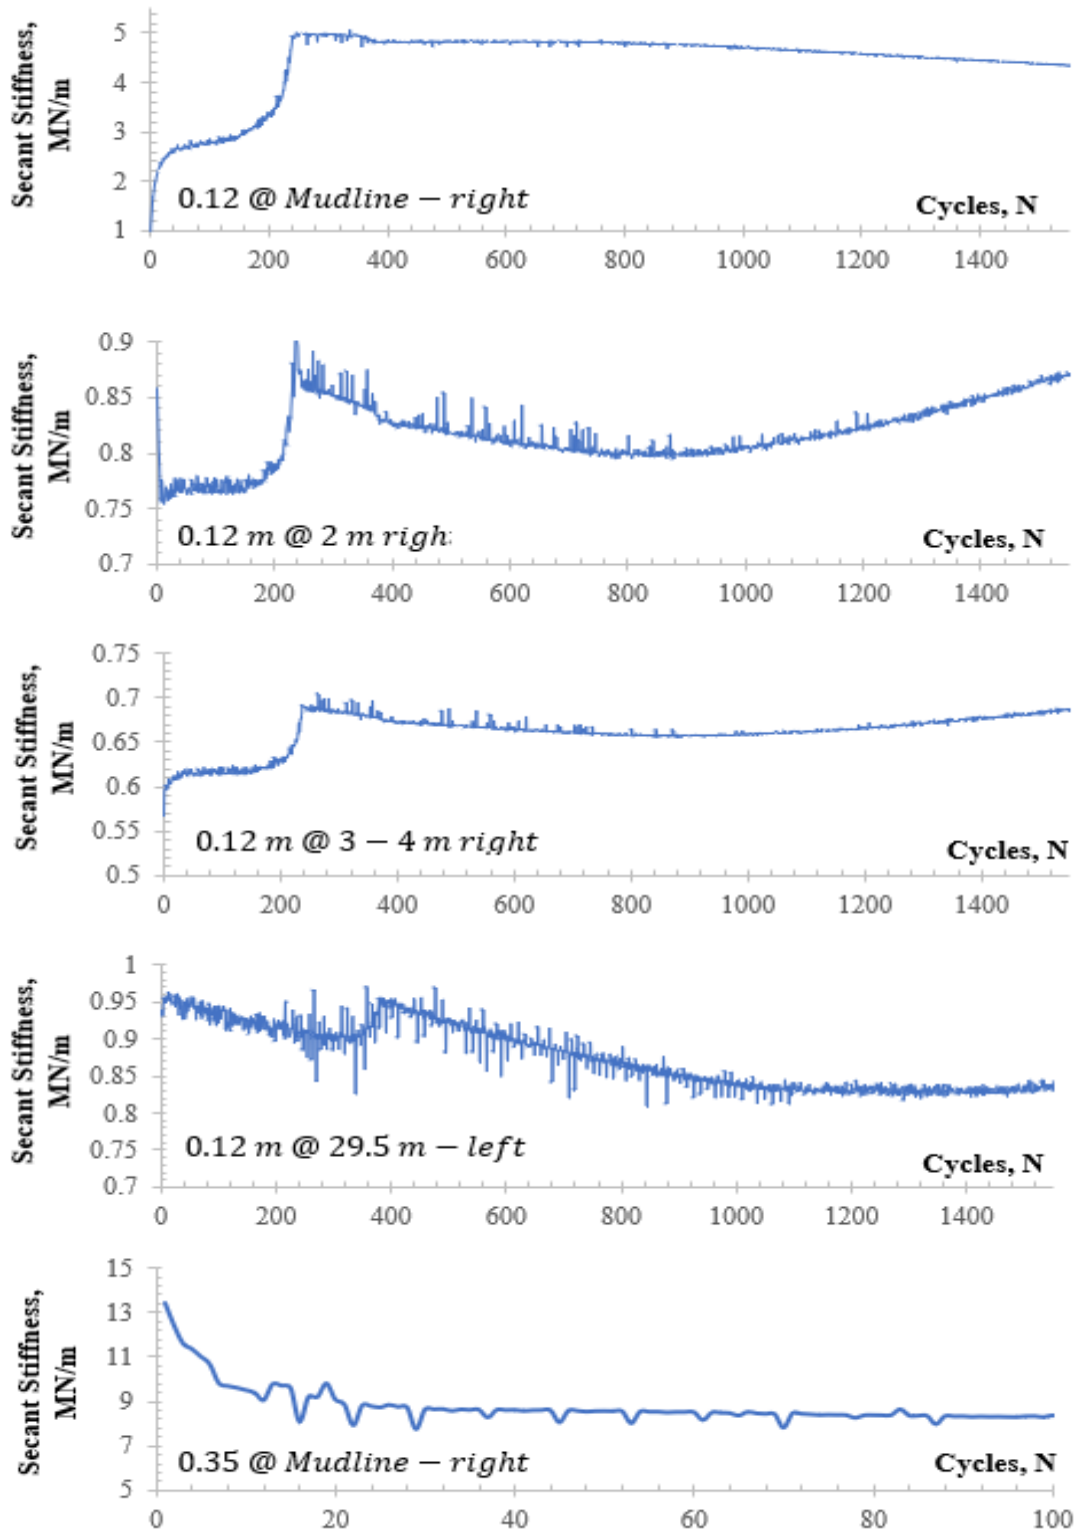 Secant Stiffness,
MN/m
5
4
3
2
1
0.12 @ Mudline − right
Cycles, N
0 200 400 600 800 1000 1200 1400
Secant Stiffness,
MN/m
0.9
0.85
0.8
0.75
0.7
0.12 m @ 2 m righ
Cycles, N
0 200 400 600 800 1000 1200 1400
Secant Stiffness,
MN/m
0.75
0.7
0.65
0.6
0.55
0.5
0.12 m @ 3 − 4 m right
Cycles, N
0 200 400 600 800 1000 1200 1400
Secant Stiffness,
MN/m
1
0.95
0.9
0.85
0.8
0.75
0.7
0.12 m @ 29.5 m − left
Cycles, N
0 200 400 600 800 1000 1200 1400
Secant Stiffness,
MN/m
15
13
11
9
7
5
0.35 @ Mudline − right
Cycles, N
0 20 40 60 80 100